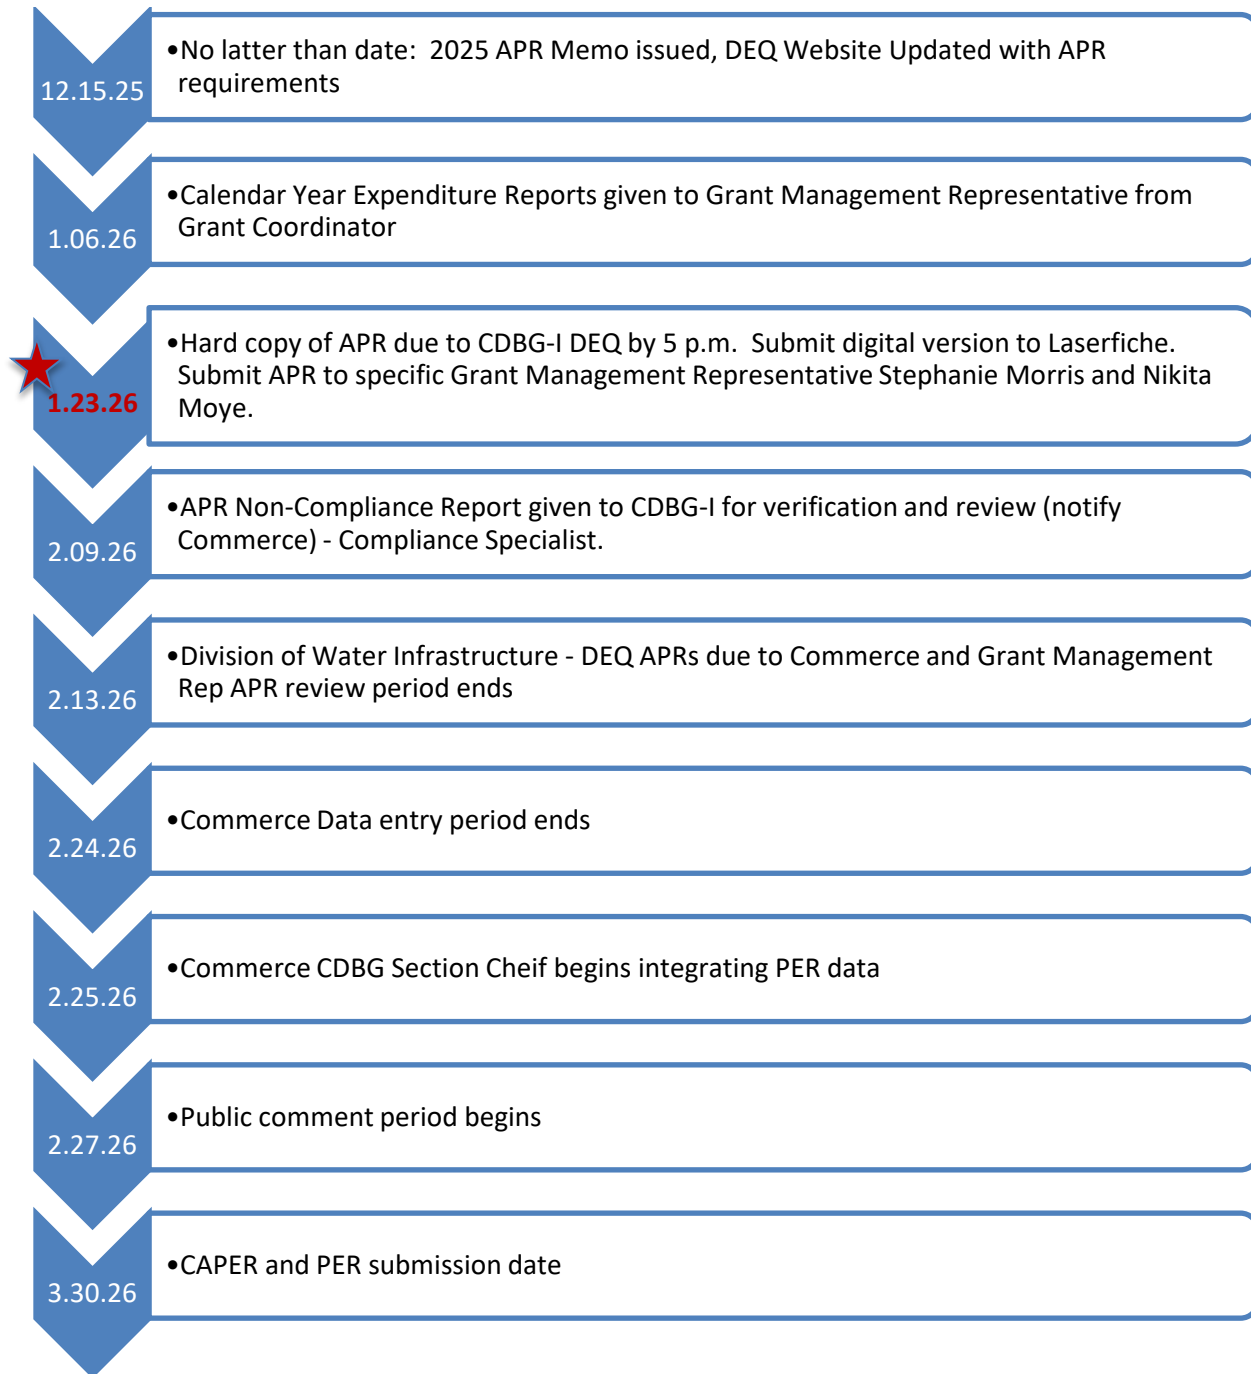 12.15.25
•No latter than date: 2025 APR Memo issued, DEQ Website Updated with APR
requirements
1.06.26
•Calendar Year Expenditure Reports given to Grant Management Representative from
Grant Coordinator
1.23.26
•Hard copy of APR due to CDBG-I DEQ by 5 p.m. Submit digital version to Laserfiche.
Submit APR to specific Grant Management Representative Stephanie Morris and Nikita
Moye.
2.09.26
•APR Non-Compliance Report given to CDBG-I for verification and review (notify
Commerce) - Compliance Specialist.
2.13.26
•Division of Water Infrastructure - DEQ APRs due to Commerce and Grant Management
Rep APR review period ends
2.24.26
•Commerce Data entry period ends
2.25.26
•Commerce CDBG Section Cheif begins integrating PER data
2.27.26
•Public comment period begins
3.30.26
•CAPER and PER submission date